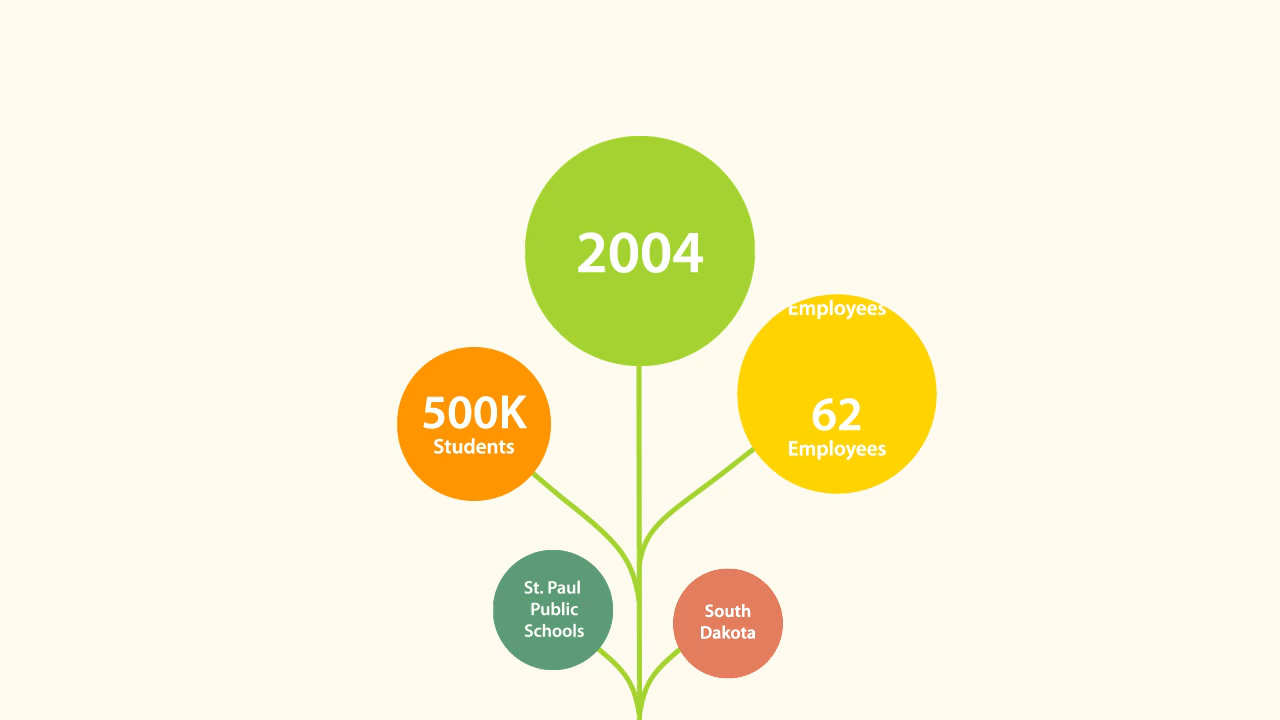 2004
Employees
500K
Students
62
Employees
St. Paul
Public
Schools
South
Dakota